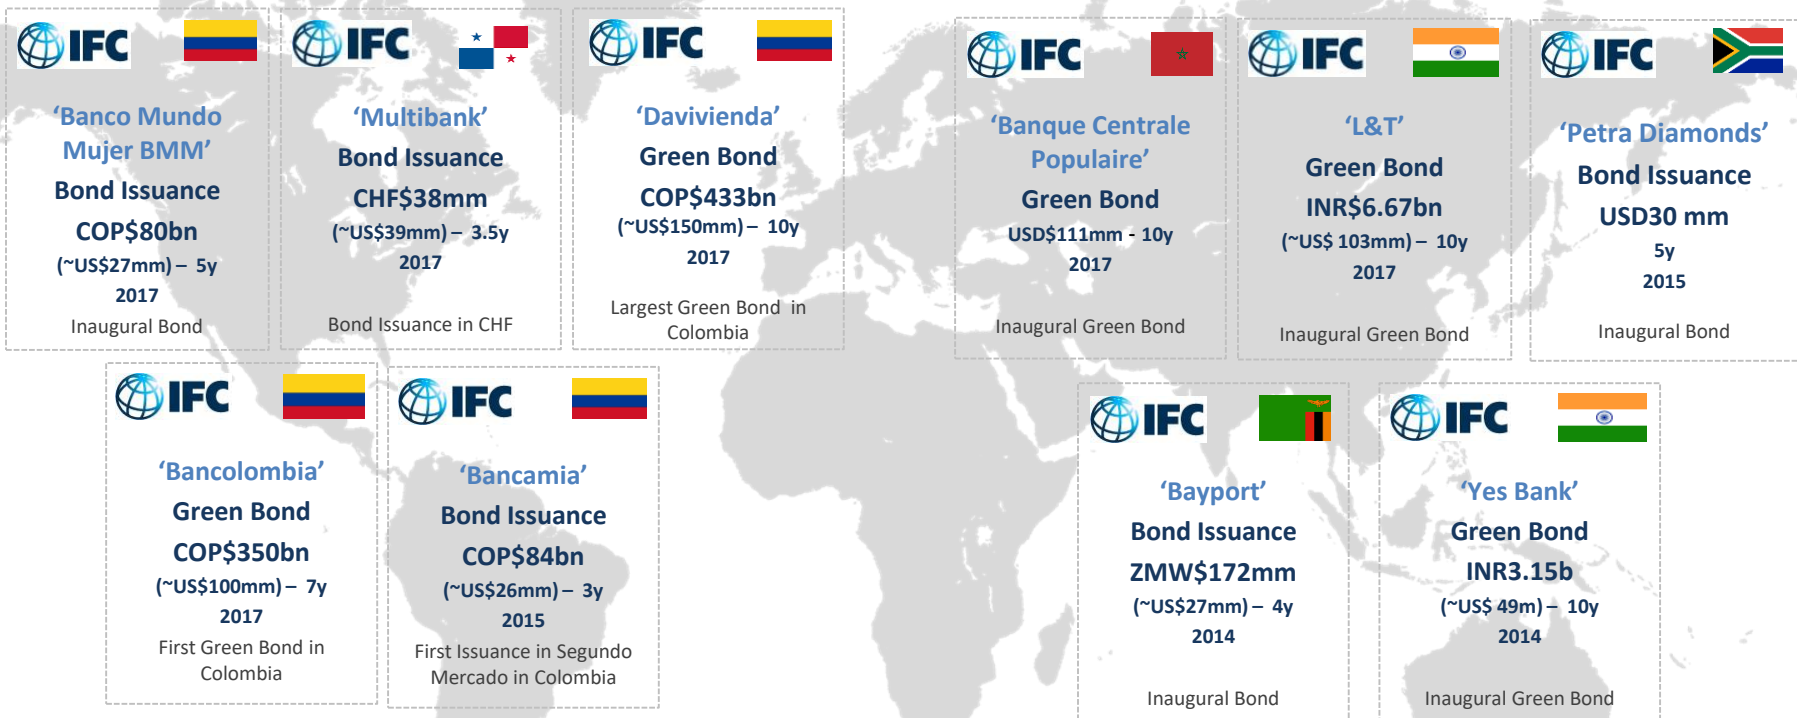 IFC
‘Banco Mundo
Mujer BMM’
Bond Issuance
COP$80bn
(~US$27mm) – 5y
2017
Inaugural Bond
IFC
‘Multibank’
Bond Issuance
CHF$38mm
(~US$39mm) – 3.5y
2017
Bond Issuance in CHF
IFC
‘Davivienda’
Green Bond
COP$433bn
(~US$150mm) – 10y
2017
Largest Green Bond in
Colombia
IFC
‘Banque Centrale
Populaire’
Green Bond
USD$111mm - 10y
2017
Inaugural Green Bond
IFC
‘L&T’
Green Bond
INR$6.67bn
(~US$ 103mm) – 10y
2017
Inaugural Green Bond
IFC
‘Petra Diamonds’
Bond Issuance
USD30 mm
5y
2015
Inaugural Bond
IFC
‘Bancolombia’
Green Bond
COP$350bn
(~US$100mm) – 7y
2017
First Green Bond in
Colombia
IFC
‘Bancamia’
Bond Issuance
COP$84bn
(~US$26mm) – 3y
2015
First Issuance in Segundo
Mercado in Colombia
IFC
‘Bayport’
Bond Issuance
ZMW$172mm
(~US$27mm) – 4y
2014
Inaugural Bond
IFC
‘Yes Bank’
Green Bond
INR3.15b
(~US$ 49m) – 10y
2014
Inaugural Green Bond